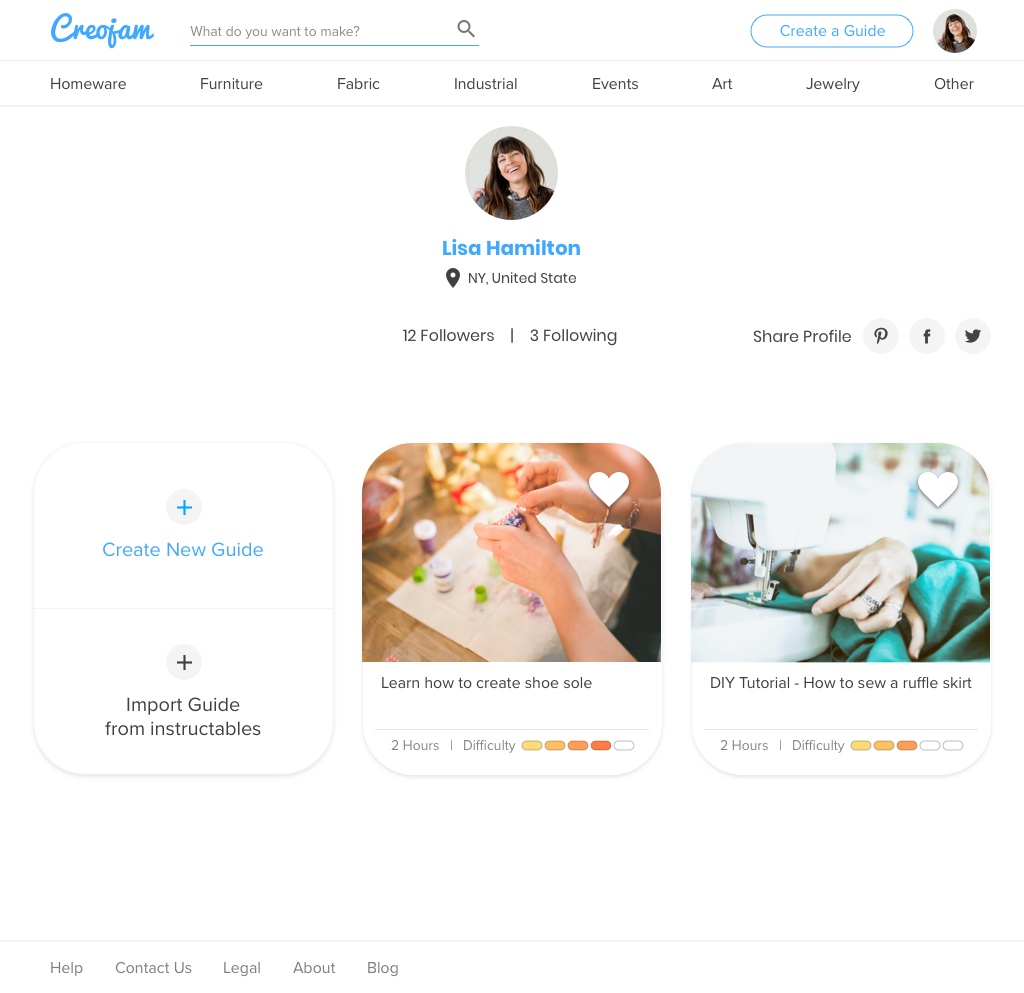 Creojam
What do you want to make?
Create a Guide
Homeware Furniture Fabric Industrial Events Art Jewelry Other
Lisa Hamilton
NY, United State
12 Followers | 3 Following
Share Profile
Create New Guide
Import Guide
from instructables
Learn how to create shoe sole
2 Hours | Difficulty
DIY Tutorial - How to sew a ruffle skirt
2 Hours | Difficulty
Help Contact Us Legal About Blog